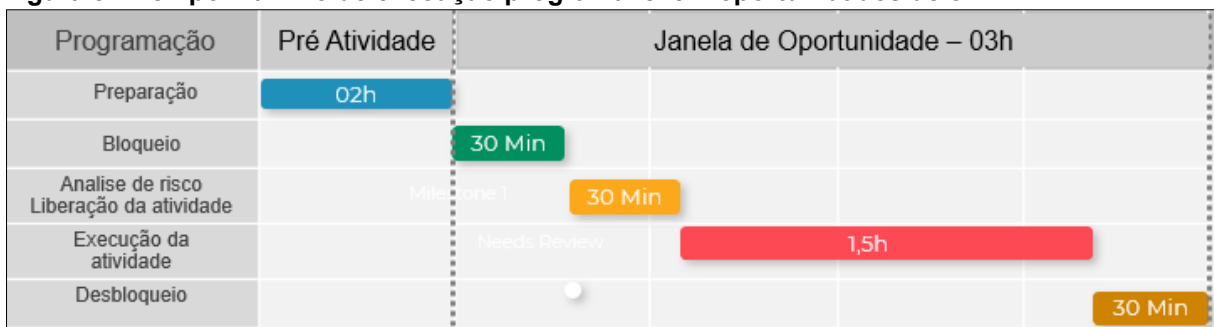 Programação
Pré Atividade
Janela de Oportunidade – 03h
Preparação
02h
Bloqueio
30 Min
Analise de risco
Liberação da atividade
Milestone 1
30 Min
Execução da
atividade
Needs Review
1,5h
Desbloqueio
30 Min